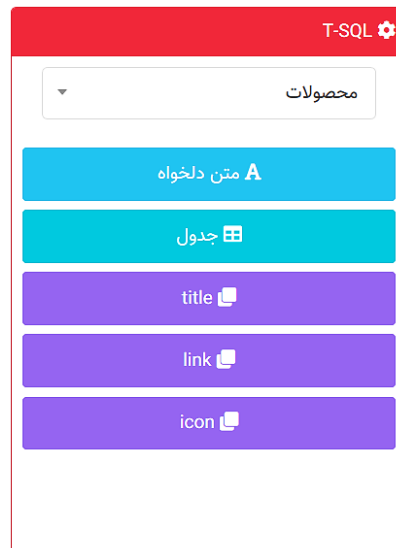 T-SQL
محصولات
متن دلخواه
جدول
title
link
icon